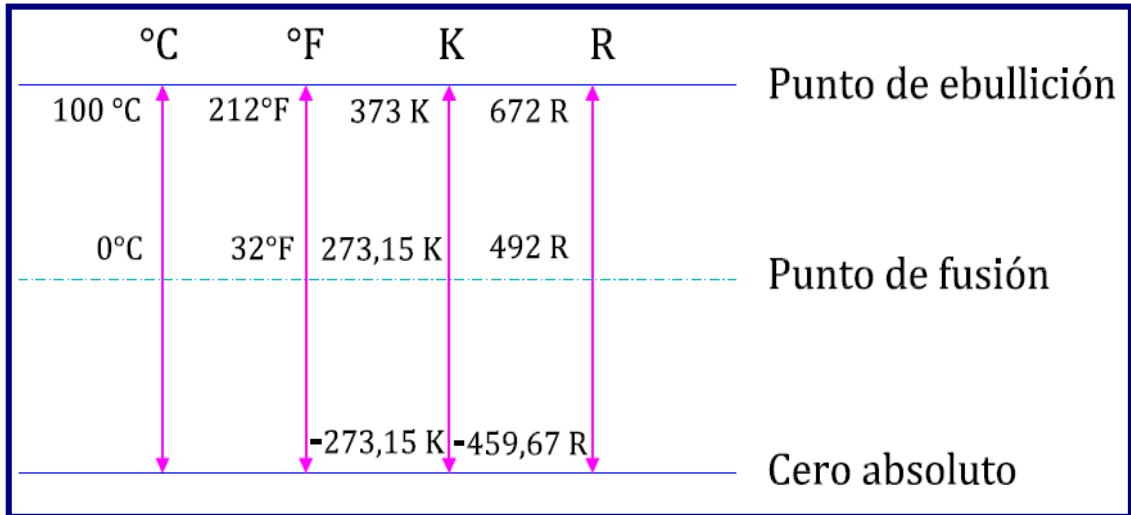 °C °F K R
Punto de ebullición
100 °C 212°F 373 K 672 R
0°C 32°F 273,15 K 492 R
Punto de fusión
-273,15 K -459,67 R
Cero absoluto